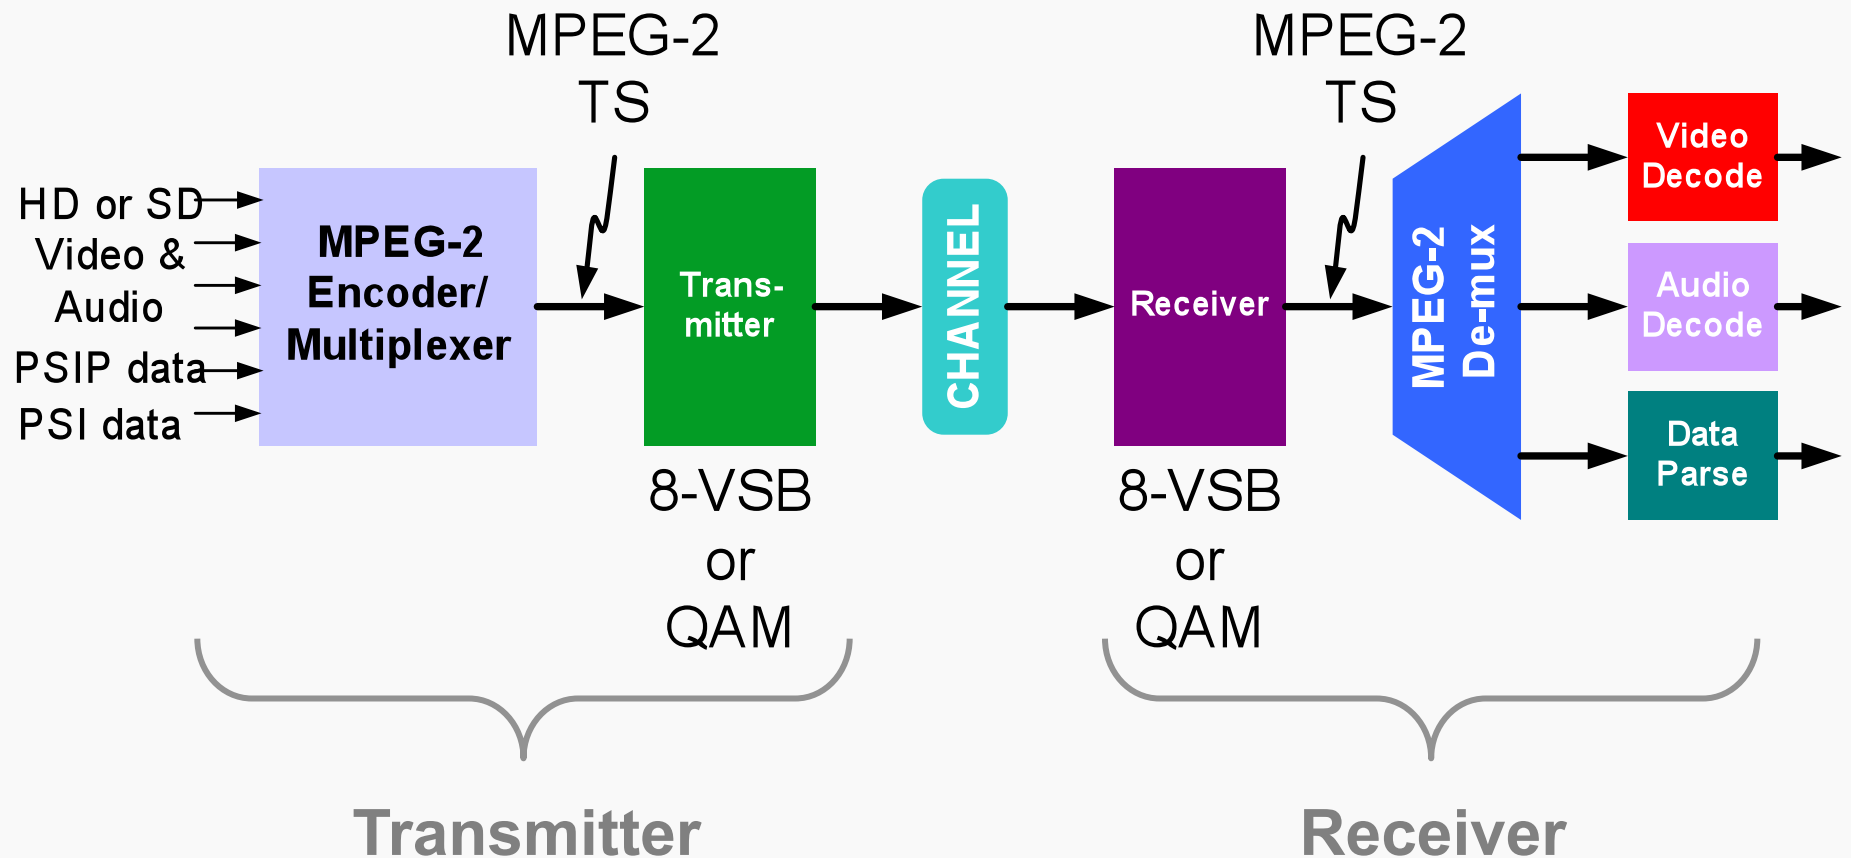 MPEG-2
TS
MPEG-2
TS
HD or SD
Video &
Audio
PSIP data
PSI data
MPEG-2
Encoder/
Multiplexer
Trans-
mitter
CHANNEL
Receiver
MPEG-2
De-mux
Video
Decode
Audio
Decode
Data
Parse
8-VSB
or
QAM
8-VSB
or
QAM
Transmitter
Receiver